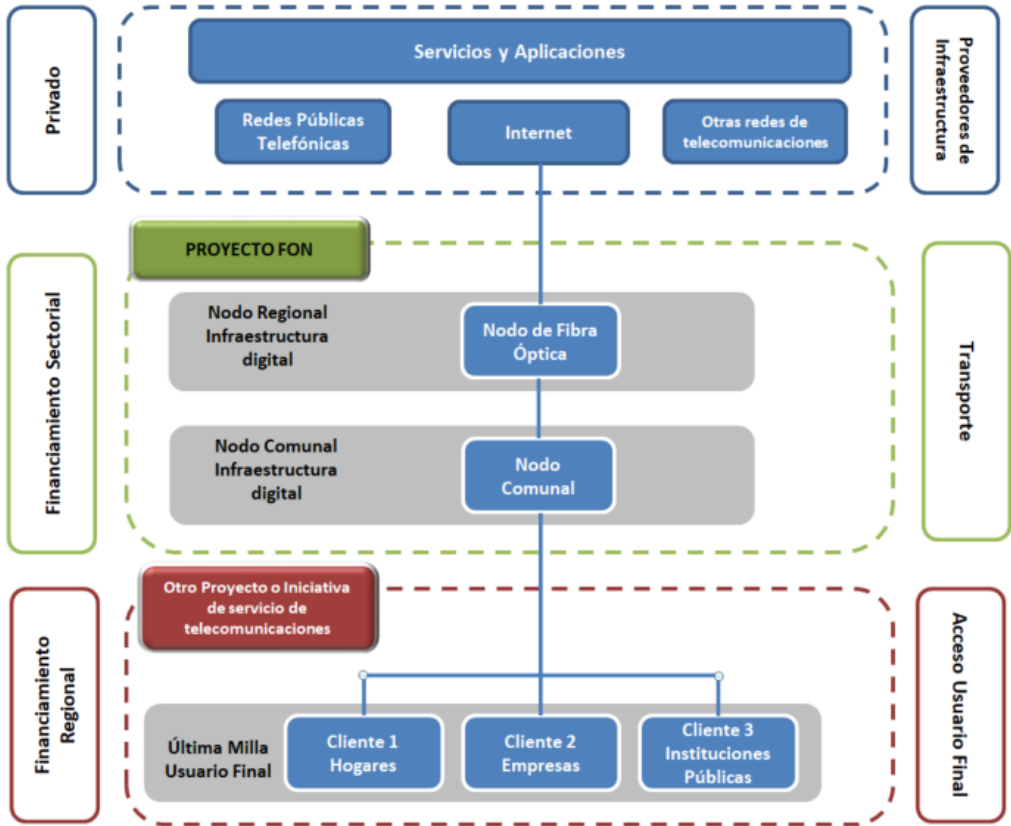 Privado
Servicios y Aplicaciones
Redes Públicas
Telefónicas
Internet
Otras redes de
telecomunicaciones
Proveedores de
Infraestructura
Financiamiento Sectorial
PROYECTO FON
Nodo Regional
Infraestructura
digital
Nodo de Fibra
Óptica
Nodo Comunal
Infraestructura
digital
Nodo
Comunal
Transporte
Financiamiento
Regional
Otro Proyecto o Iniciativa
de servicio de
telecomunicaciones
Última Milla
Usuario Final
Cliente 1
Hogares
Cliente 2
Empresas
Cliente 3
Instituciones
Públicas
Acceso Usuario Final